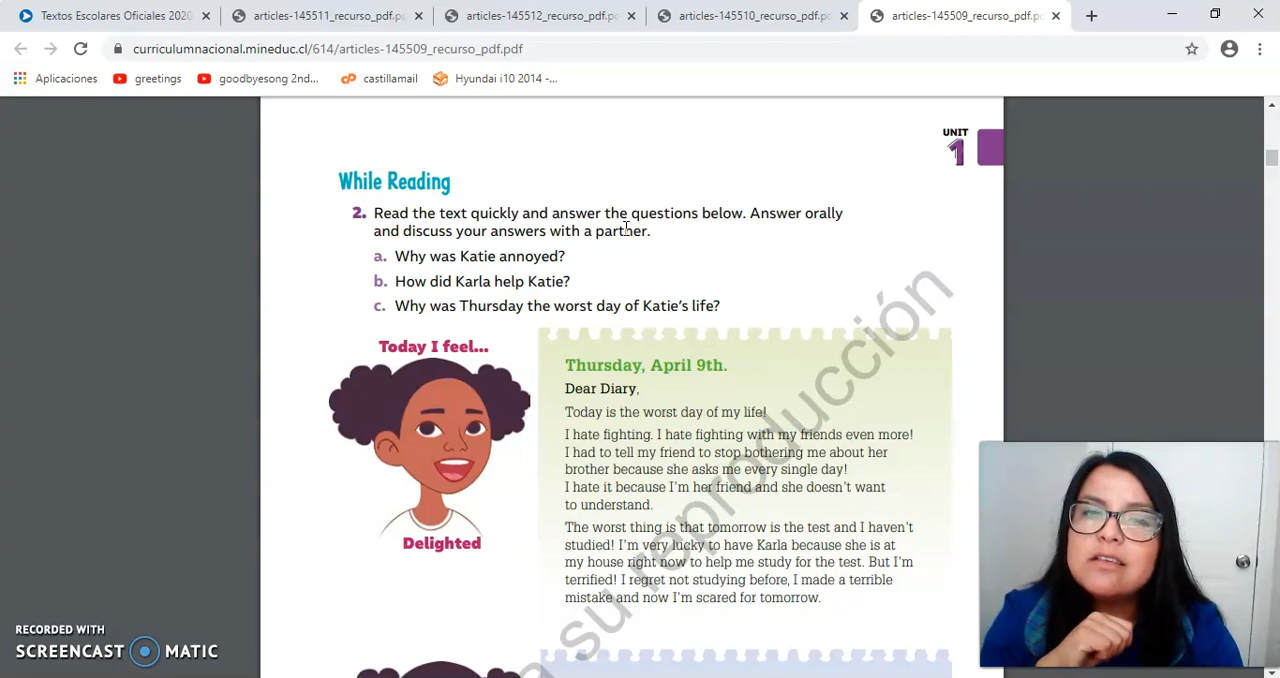 Textos Escolares Oficiales 2020
articles-145511_recurso_pdf.p
articles-145512_recurso_pdf.p
articles-145510_recurso_pdf.p
articles-145509_recurso_pdf.p
curriculumnacional.mineduc.cl/614/articles-145509_recurso_pdf.pdf
Aplicaciones
greetings
goodbyesong 2nd...
castillamail
Hyundai i10 2014 -...
UNIT
1
While Reading
2. Read the text quickly and answer the questions below. Answer orally
and discuss your answers with a partner.
a. Why was Katie annoyed?
b. How did Karla help Katie?
c. Why was Thursday the worst day of Katie's life?
Today I feel...
Delighted
Thursday, April 9th.
Dear Diary,
Today is the worst day of my life!
I hate fighting. I hate fighting with my friends even more!
I had to tell my friend to stop bothering me about her
brother because she asks me every single day!
I hate it because I'm her friend and she doesn't want
to understand.
The worst thing is that tomorrow is the test and I haven't
studied! I'm very lucky to have Karla because she is at
my house right now to help me study for the test. But I'm
terrified! I regret not studying before, I made a terrible
mistake and now I'm scared for tomorrow.
a su reproducción
RECORDED WITH
SCREENCAST MATIC